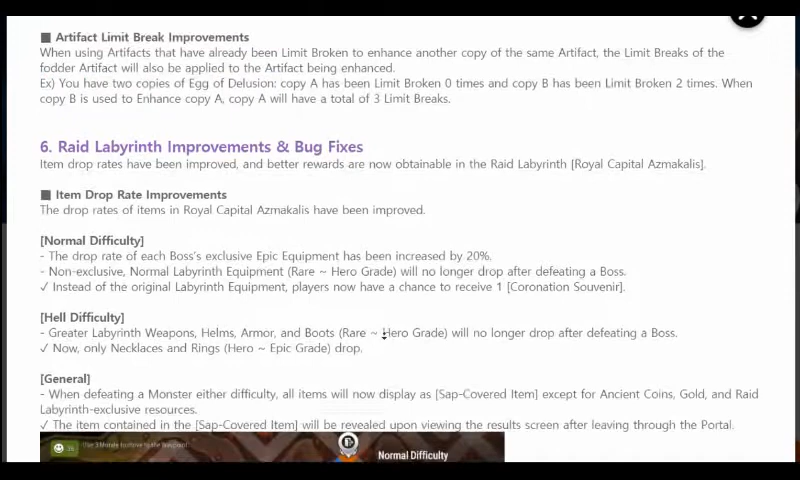 ■ Artifact Limit Break Improvements
When using Artifacts that have already been Limit Broken to enhance another copy of the same Artifact, the Limit Breaks of the
fodder Artifact will also be applied to the Artifact being enhanced.
Ex) You have two copies of Egg of Delusion: copy A has been Limit Broken 0 times and copy B has been Limit Broken 2 times. When
copy B is used to Enhance copy A, copy A will have a total of 3 Limit Breaks.
6. Raid Labyrinth Improvements & Bug Fixes
Item drop rates have been improved, and better rewards are now obtainable in the Raid Labyrinth [Royal Capital Azmakalis].
■ Item Drop Rate Improvements
The drop rates of items in Royal Capital Azmakalis have been improved.
[Normal Difficulty]
- The drop rate of each Boss's exclusive Epic Equipment has been increased by 20%.
- Non-exclusive, Normal Labyrinth Equipment (Rare ~ Hero Grade) will no longer drop after defeating a Boss.
✓ Instead of the original Labyrinth Equipment, players now have a chance to receive 1 [Coronation Souvenir].
[Hell Difficulty]
- Greater Labyrinth Weapons, Helms, Armor, and Boots (Rare ~ Hero Grade) will no longer drop after defeating a Boss.
✓ Now, only Necklaces and Rings (Hero ~ Epic Grade) drop.
[General]
- When defeating a Monster either difficulty, all items will now display as [Sap-Covered Item] except for Ancient Coins, Gold, and Raid
Labyrinth-exclusive resources.
✓ The item contained in the [Sap-Covered Item] will be revealed upon viewing the results screen after leaving through the Portal.
Normal Difficulty